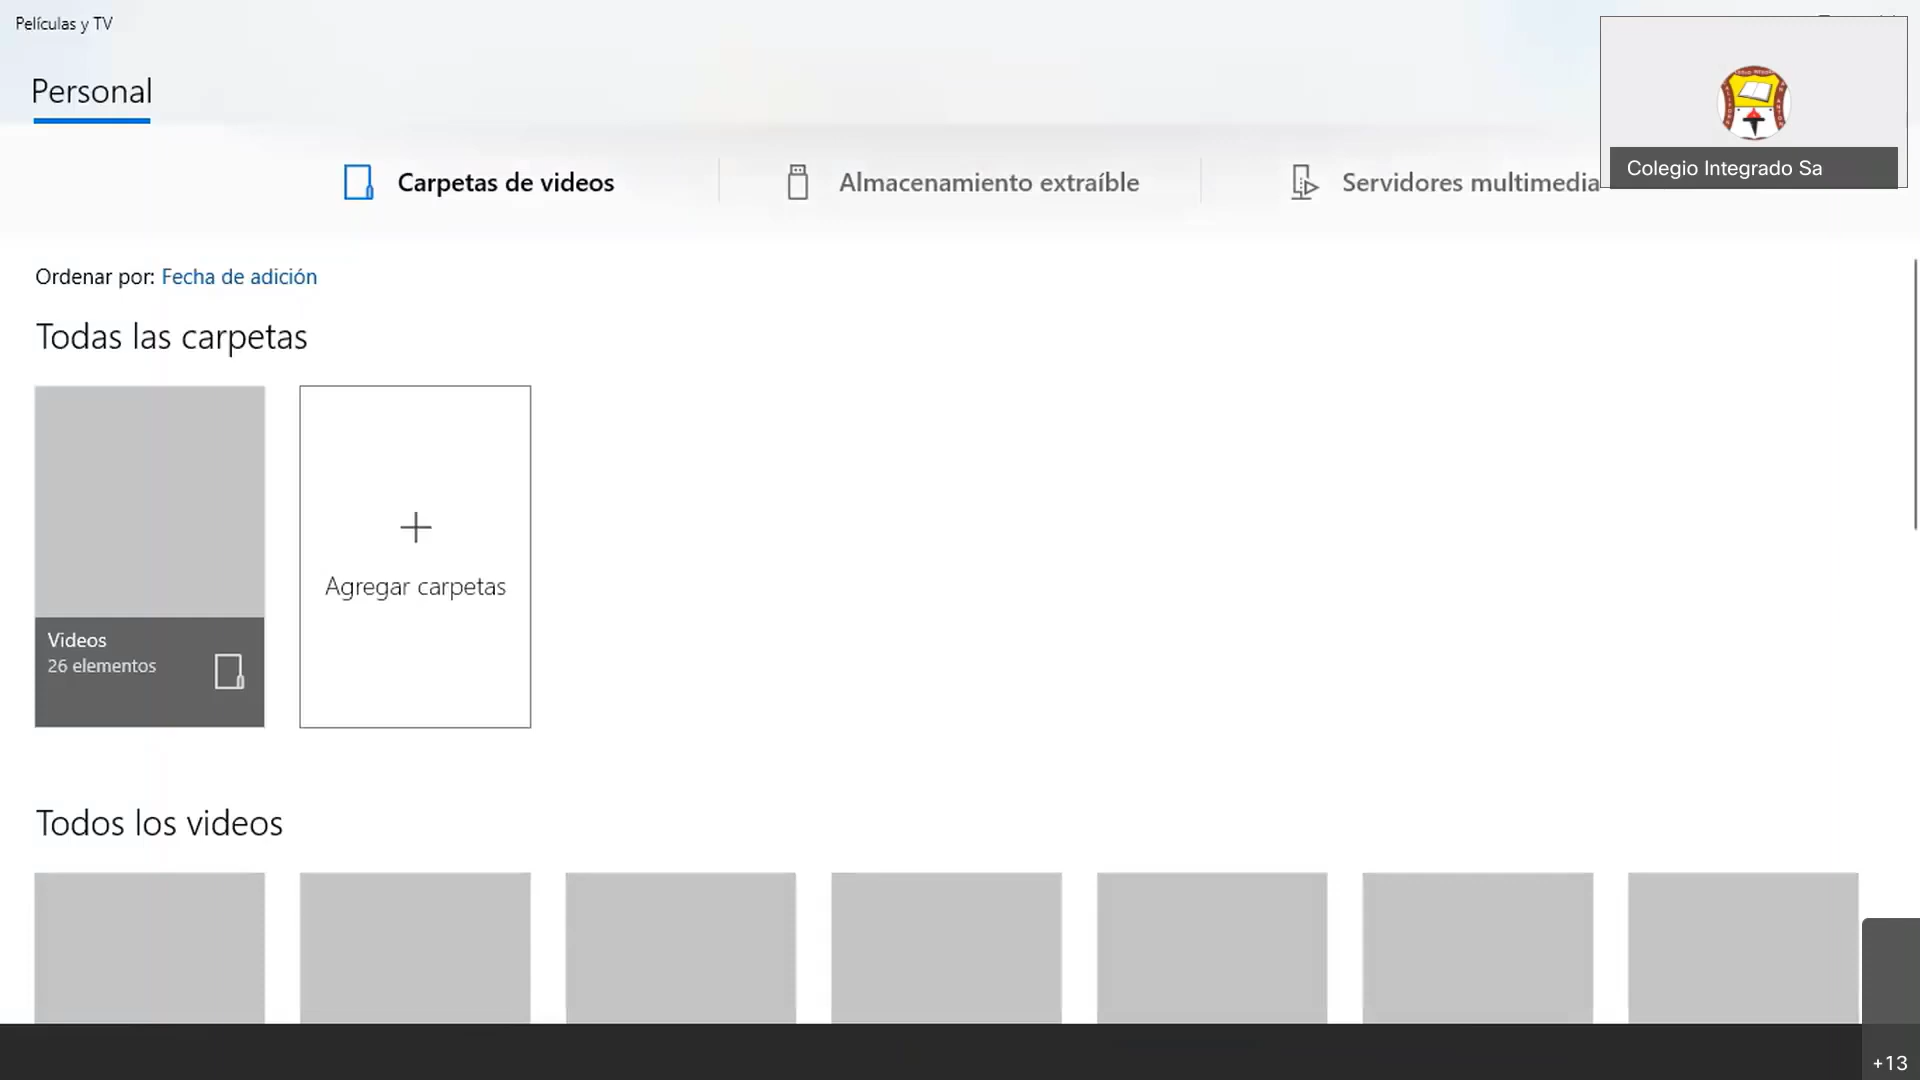 Películas y TV
Personal
Carpetas de videos
Almacenamiento extraíble
Servidores multimedia
Colegio Integrado Sa
Ordenar por: Fecha de adición
Todas las carpetas
Agregar carpetas
Videos
26 elementos
Todos los videos
+13